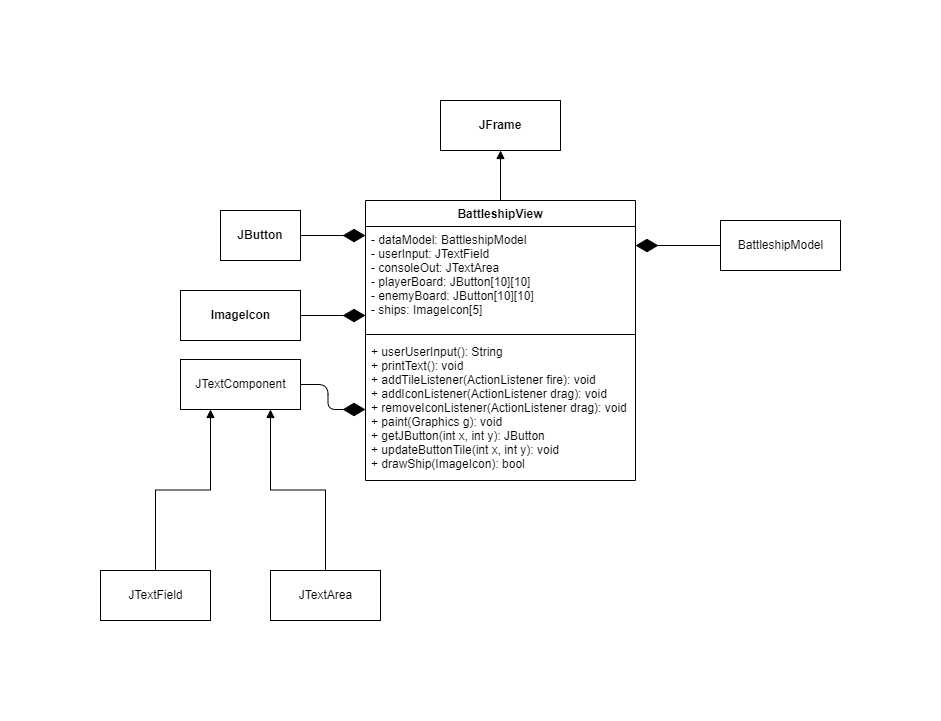 JFrame
BattleshipView
- dataModel: BattleshipModel
- userInput: JTextField
- consoleOut: JTextArea
- playerBoard: JButton[10][10]
- enemyBoard: JButton[10][10]
- ships: ImageIcon[5]
+ userUserInput(): String
+ printText(): void
+ addTileListener(ActionListener fire): void
+ addIconListener(ActionListener drag): void
+ removeIconListener(ActionListener drag): void
+ paint(Graphics g): void
+ getJButton(int x, int y): JButton
+ updateButtonTile(int x, int y): void
+ drawShip(ImageIcon): bool
JButton
ImageIcon
JTextComponent
BattleshipModel
JTextField
JTextArea